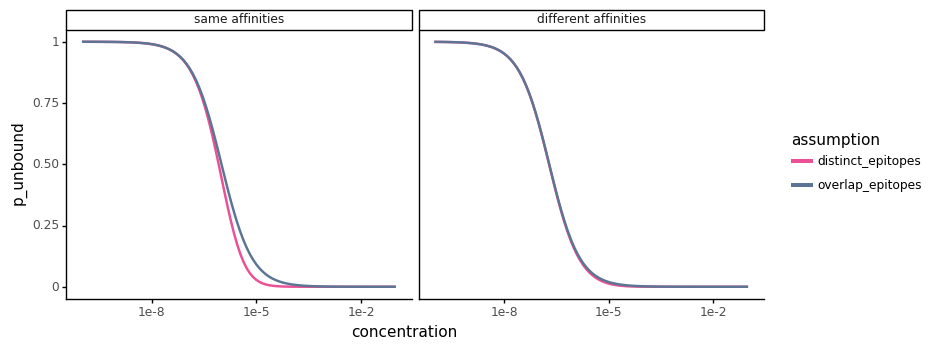 same affinities
different affinities
p_unbound
1
0.75
0.50
0.25
0
1e-8
1e-5
1e-2
1e-8
1e-5
1e-2
concentration
assumption
distinct_epitopes
overlap_epitopes